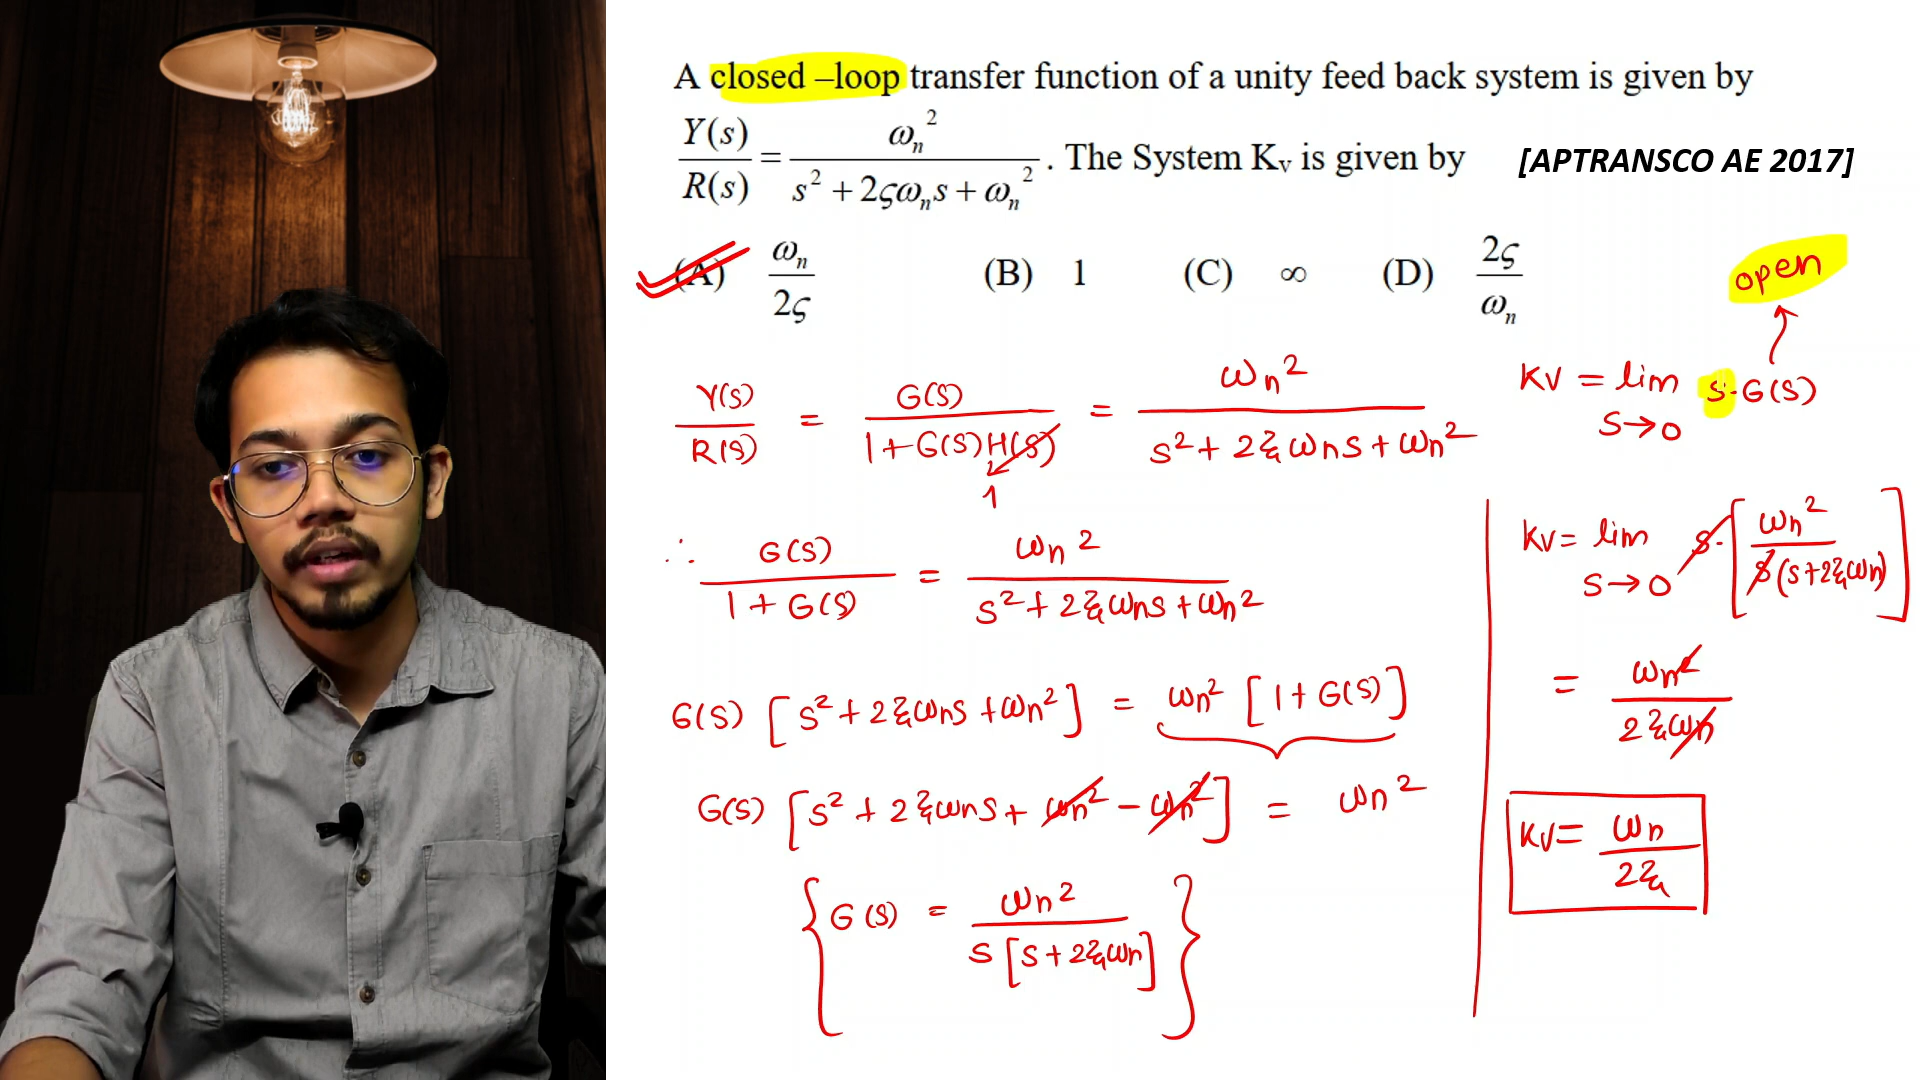 A closed –loop transfer function of a unity feed back system is given by
Y(s)/R(s) = ωn²/(s² + 2ςωns + ωn²) . The System Kv is given by [APTRANSCO AE 2017]
(A) ωn/2ς (B) 1 (C) ∞ (D) 2ς/ωn
open
Y(S)/R(S) = G(S)/(1+G(S)H(S)) = ωn²/(S²+2ξωnS+ωn²)
1
KV = lim S→0 S·G(S)
∴ G(S)/(1+G(S)) = ωn²/(S²+2ξωnS+ωn²)
G(S) [S²+2ξωnS+ωn²] = ωn² [1+G(S)]
G(S) [S²+2ξωnS+ωn²−ωn²] = ωn²
{G(S) = ωn²/(S[S+2ξωn])}
KV = lim S→0 S·[ωn²/(S(S+2ξωn))]
= ωn²/(2ξωn)
KV = ωn/2ξ